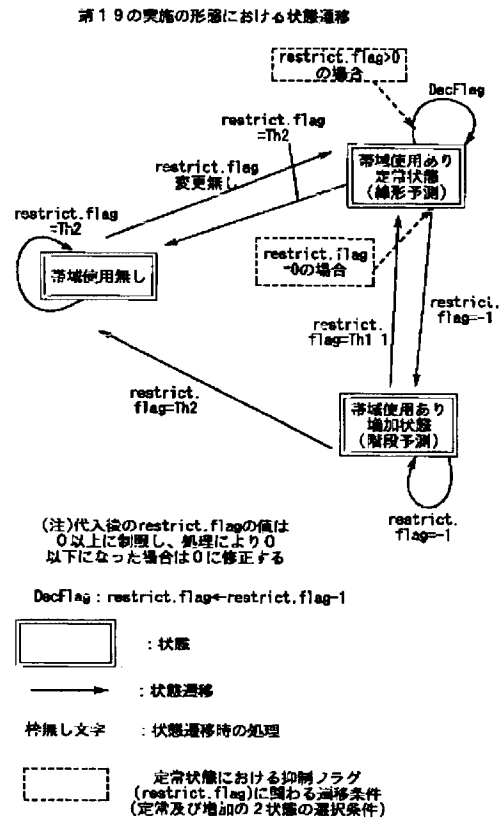 第19の実施の形態における状態遷移
restrict.flag>0
の場合
DecFlag
restrict.flag
=Th2
restrict.flag
変更無し
帯域使用あり
定常状態
(線形予測)
restrict.flag
=Th2
帯域使用無し
restrict.flag
=0の場合
restrict.
flag=-1
restrict.
flag=Th1 1
restrict.
flag=Th2
帯域使用あり
増加状態
(階段予測)
restrict.
flag=-1
(注)代入後のrestrict.flagの値は
0以上に制限し、処理により0
以下になった場合は0に修正する
DecFlag：restrict.flag←restrict.flag-1
：状態
：状態遷移
枠無し文字 ：状態遷移時の処理
定常状態における抑制フラグ
(restrict.flag)に関わる遷移条件
(定常及び増加の2状態の選択条件)